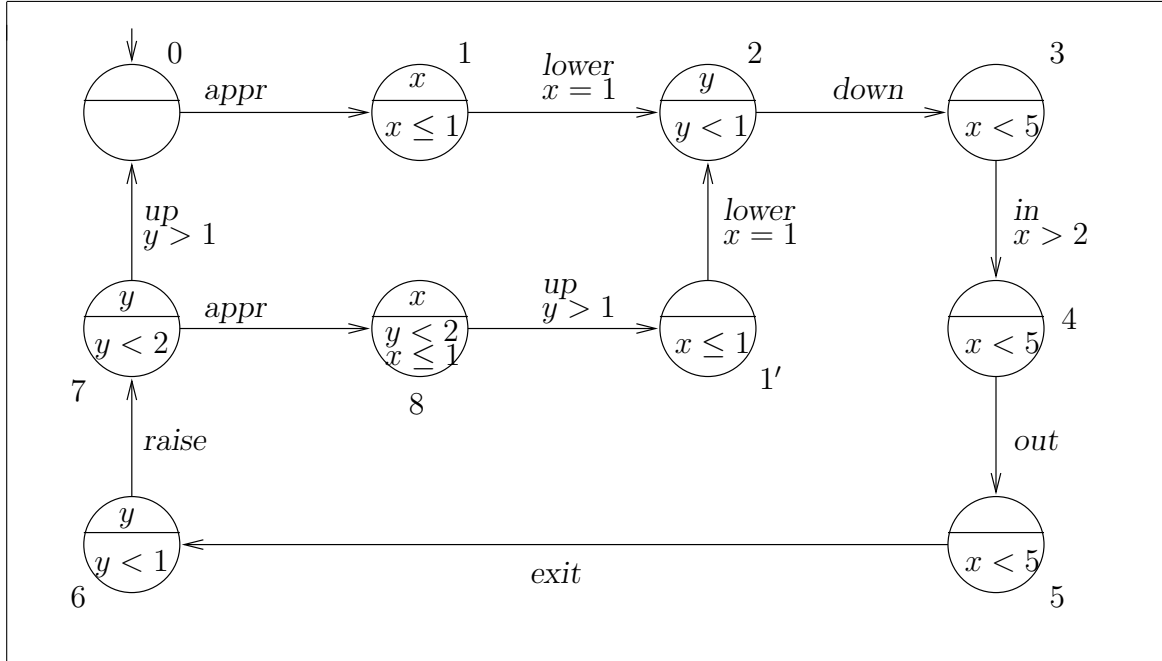 0
1
2
3
appr
x
x ≤ 1
lower
x = 1
y
y < 1
down
x < 5
up
y > 1
lower
x = 1
in
x > 2
y
y < 2
7
appr
x
y < 2
x ≤ 1
8
up
y > 1
x ≤ 1
1′
x < 5
4
raise
out
y
y < 1
6
exit
x < 5
5